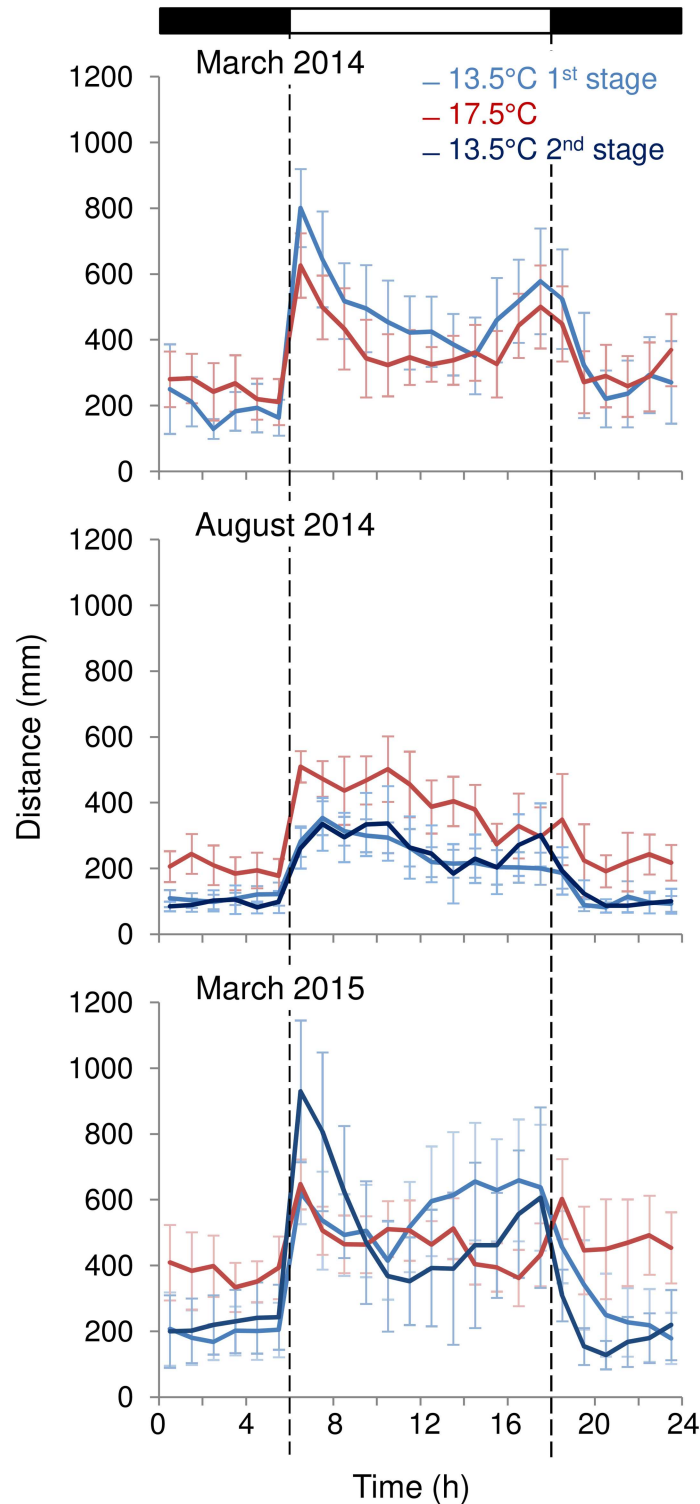 March 2014
— 13.5°C 1st stage
— 17.5°C
— 13.5°C 2nd stage
1200
1000
800
600
400
200
0
August 2014
1200
1000
800
600
400
200
0
Distance (mm)
March 2015
1200
1000
800
600
400
200
0
0 4 8 12 16 20 24
Time (h)